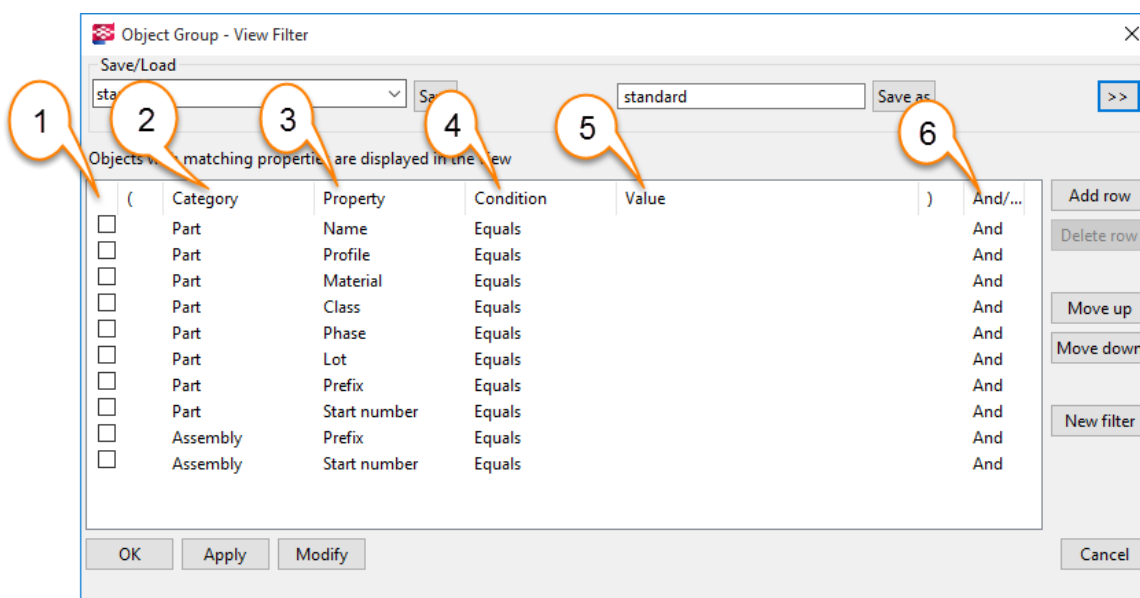 Object Group - View Filter
Save/Load
standard
Save as
>>
1
2
3
4
5
6
Objects matching properties are displayed in the view
( Category Property Condition Value ) And/...
Part Name Equals And
Part Profile Equals And
Part Material Equals And
Part Class Equals And
Part Phase Equals And
Part Lot Equals And
Part Prefix Equals And
Part Start number Equals And
Assembly Prefix Equals And
Assembly Start number Equals And
Add row
Delete row
Move up
Move down
New filter
OK Apply Modify Cancel